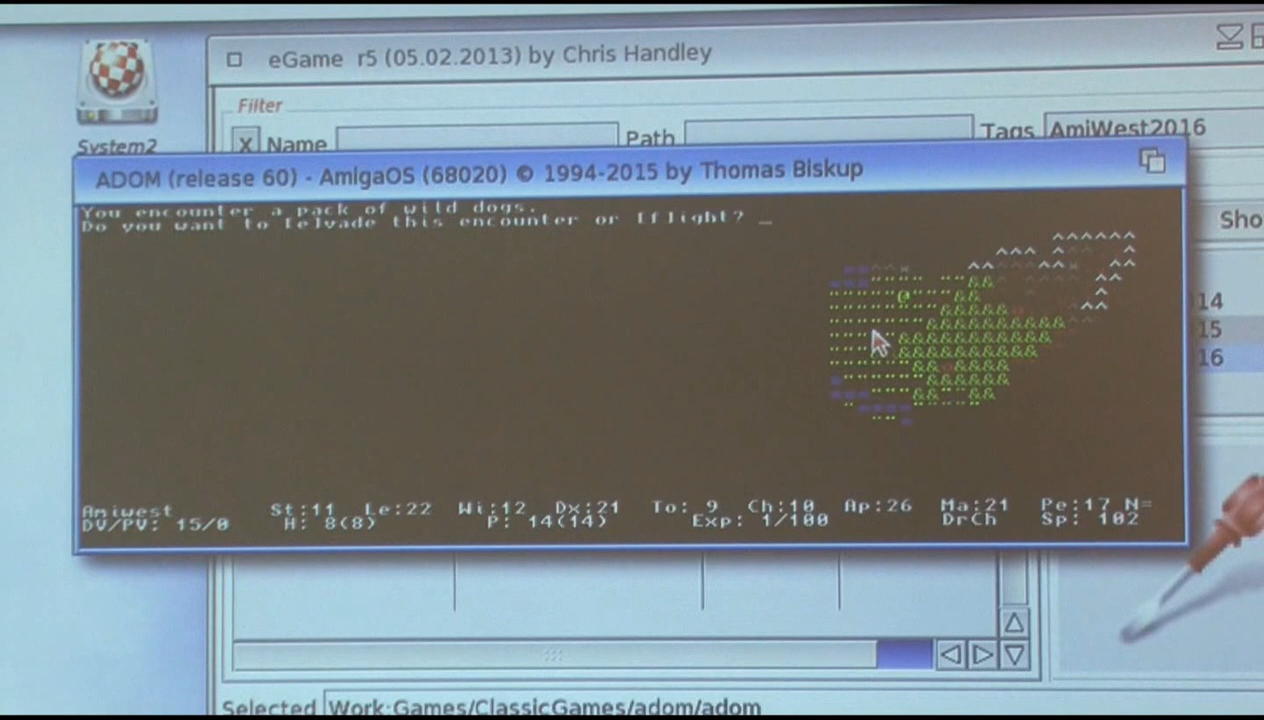 eGame r5 (05.02.2013) by Chris Handley
Filter
System2
X Name Path Tags AmiWest2016
ADOM (release 60) - AmigaOS (68020) © 1994-2015 by Thomas Biskup
You encounter a pack of wild dogs.
Do you want to [e]vade this encounter or [f]ight? _
Sho
14
15
16
Amiwest St:11 Le:22 Wi:12 Dx:21 To: 9 Ch:10 Ap:26 Ma:21 Pe:17 N=
DV/PV: 15/0 H: 8(8) P: 14(14) Exp: 1/100 DrCh Sp: 102
Selected Work:Games/ClassicGames/adom/adom